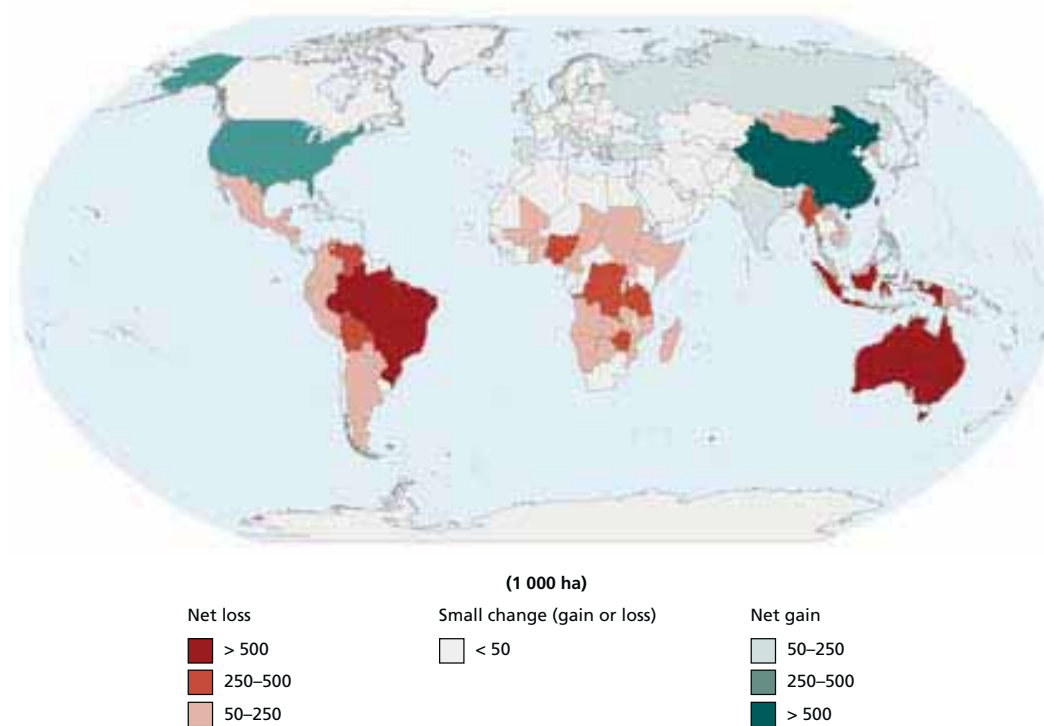 (1 000 ha)
Net loss
> 500
250–500
50–250
Small change (gain or loss)
< 50
Net gain
50–250
250–500
> 500